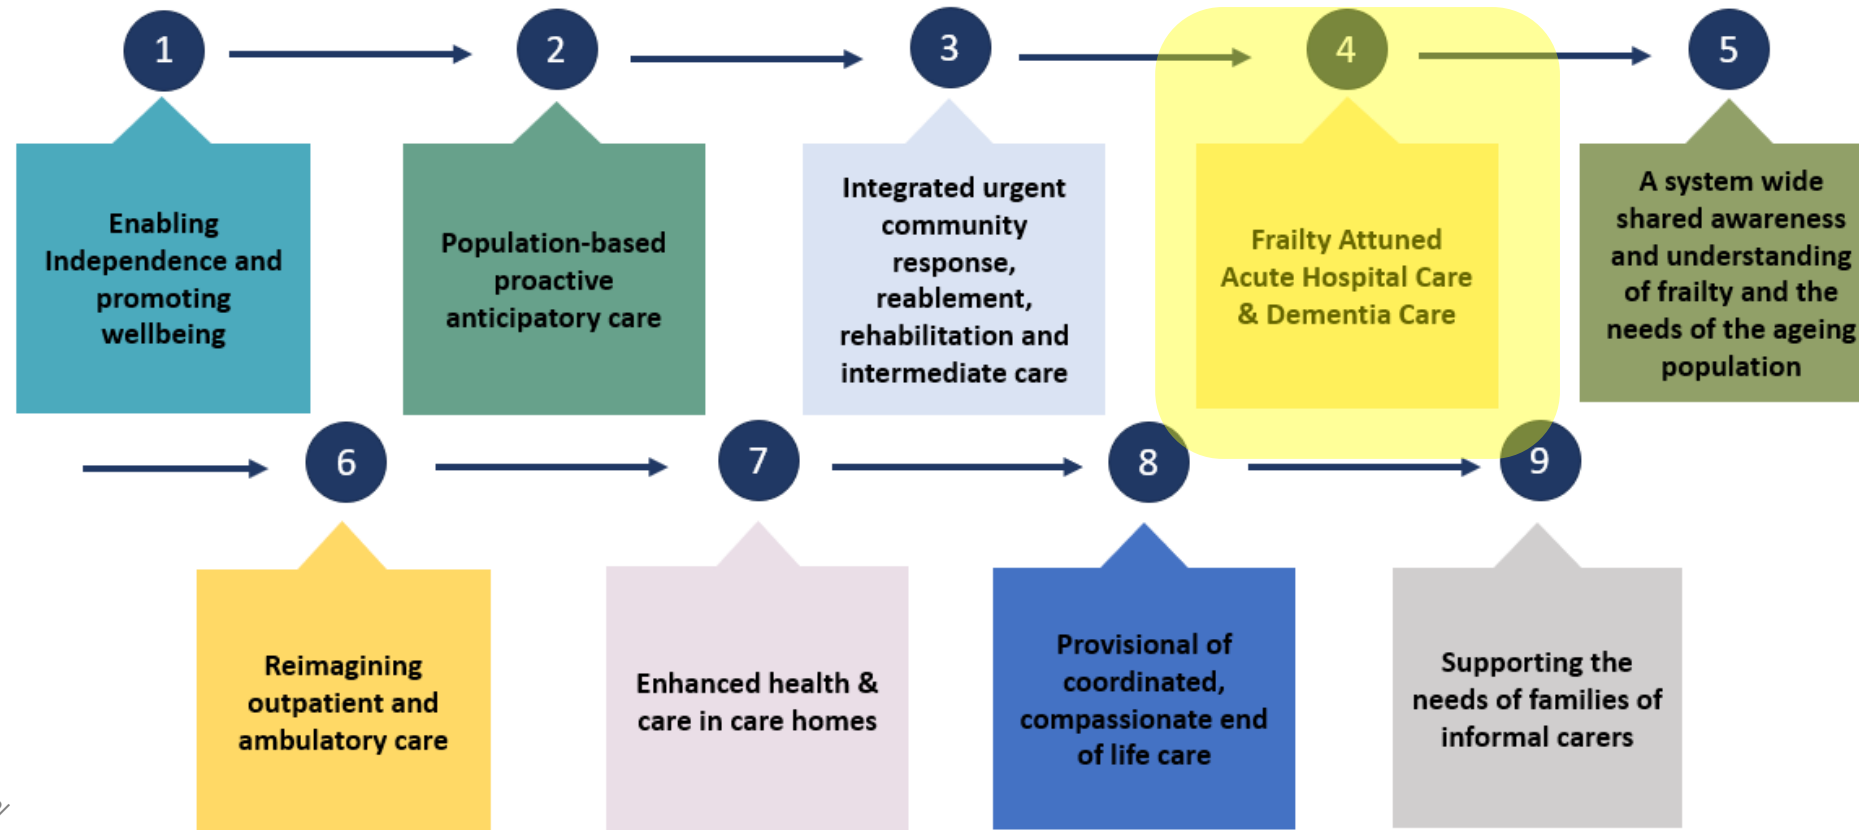 1
2
3
4
5
Enabling
Independence and
promoting
wellbeing
Population-based
proactive
anticipatory care
Integrated urgent
community
response,
reablement,
rehabilitation and
intermediate care
Frailty Attuned
Acute Hospital Care
& Dementia Care
A system wide
shared awareness
and understanding
of frailty and the
needs of the ageing
population
6
7
8
9
Reimagining
outpatient and
ambulatory care
Enhanced health &
care in care homes
Provisional of
coordinated,
compassionate end
of life care
Supporting the
needs of families of
informal carers